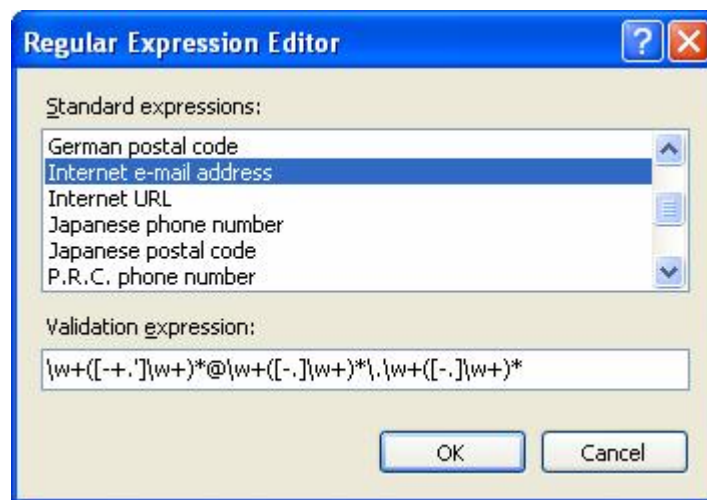 Regular Expression Editor
Standard expressions:
German postal code
Internet e-mail address
Internet URL
Japanese phone number
Japanese postal code
P.R.C. phone number
Validation expression:
\w+([-+.']\w+)*@\w+([-.]\w+)*\.\w+([-.]\w+)*
OK Cancel